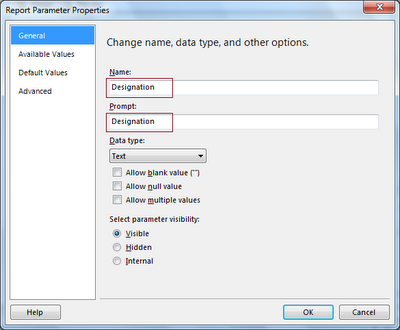 Report Parameter Properties
General
Available Values
Default Values
Advanced
Change name, data type, and other options.
Name:
Designation
Prompt:
Designation
Data type:
Text
Allow blank value ("")
Allow null value
Allow multiple values
Select parameter visibility:
Visible
Hidden
Internal
Help
OK
Cancel